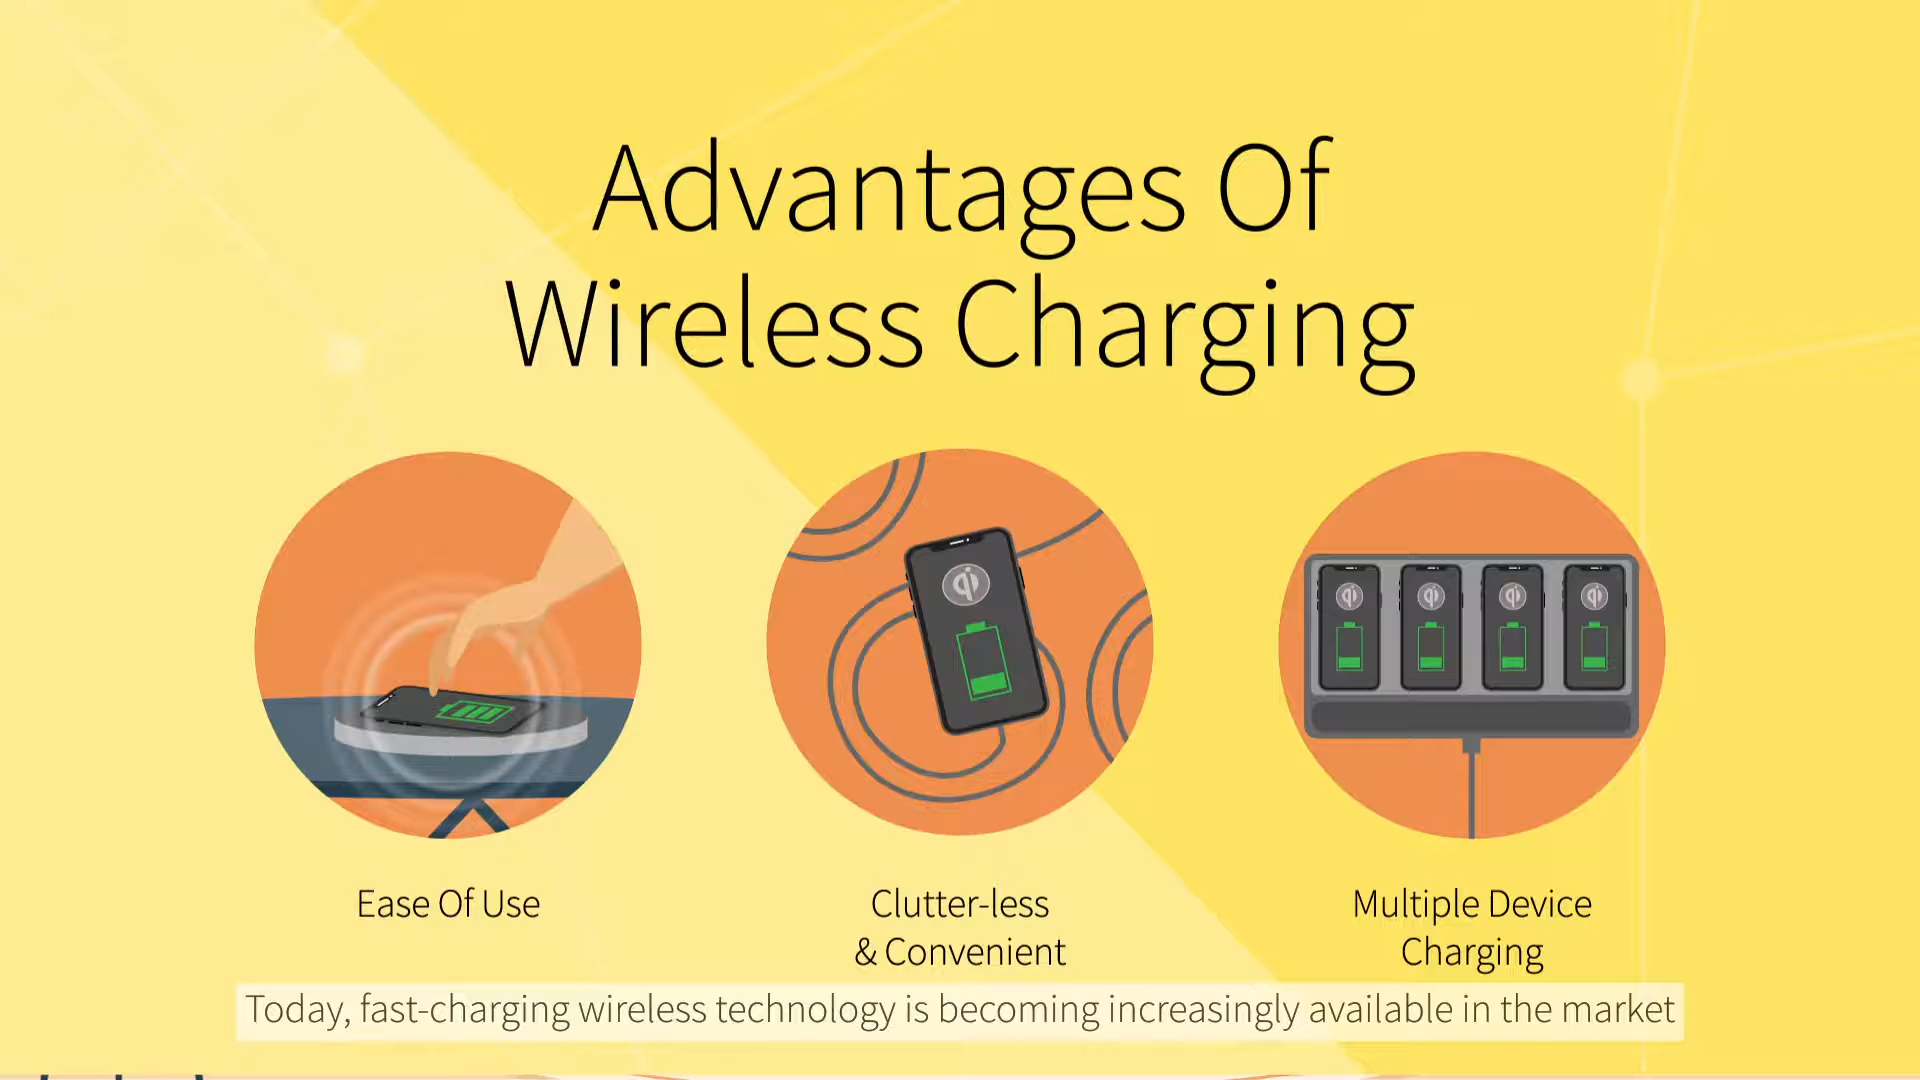 Advantages Of
Wireless Charging
Ease Of Use
Clutter-less
& Convenient
Multiple Device
Charging
Today, fast-charging wireless technology is becoming increasingly available in the market